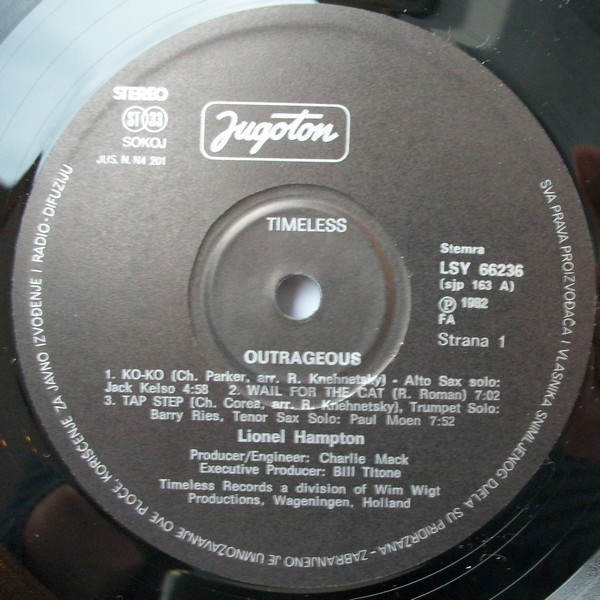 STEREO
ST 33
SOKOJ
JUS. N. N4 201
Jugoton
TIMELESS
Stemra
LSY 66236
(sjp 163 A)
Ⓟ 1982
FA
Strana 1
OUTRAGEOUS
1. KO-KO (Ch. Parker, arr. R. Knehnetsky) - Alto Sax solo:
Jack Kelso 4:58 2. WAIL FOR THE CAT (R. Roman) 7:02
3. TAP STEP (Ch. Corea, arr. R. Knehnetsky), Trumpet Solo:
Barry Ries, Tenor Sax Solo: Paul Moen 7:52
Lionel Hampton
Producer/Engineer: Charlie Mack
Executive Producer: Bill Titone
Timeless Records a division of Wim Wigt
Productions, Wageningen, Holland
SVA PRAVA PROIZVOĐAČA I VLASNIKA SNIMLJENOG DJELA SU PRIDRŽANA - ZABRANJENO JE UMNOŽAVANJE OVE PLOČE, KORIŠĆENJE ZA JAVNO IZVOĐENJE I RADIO-DIFUZIJU